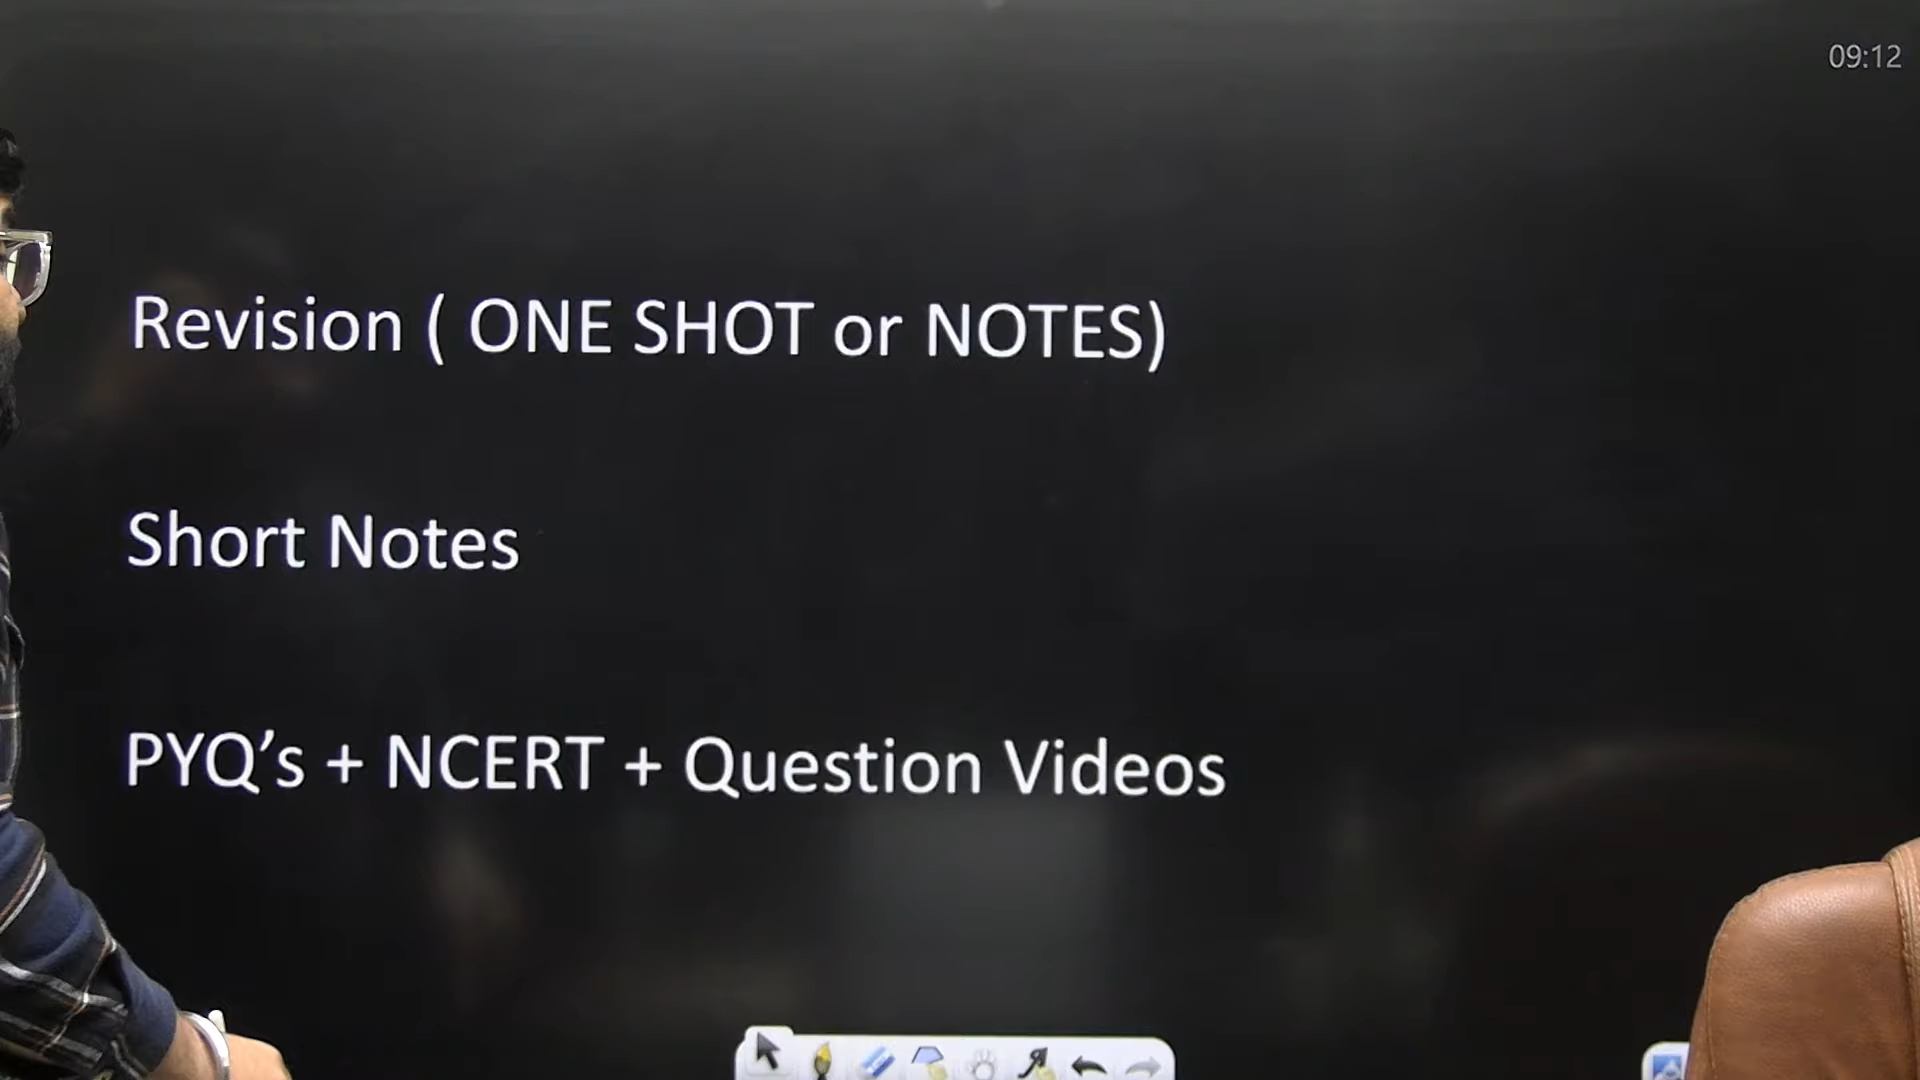 09:12
Revision ( ONE SHOT or NOTES)
Short Notes
PYQ’s + NCERT + Question Videos